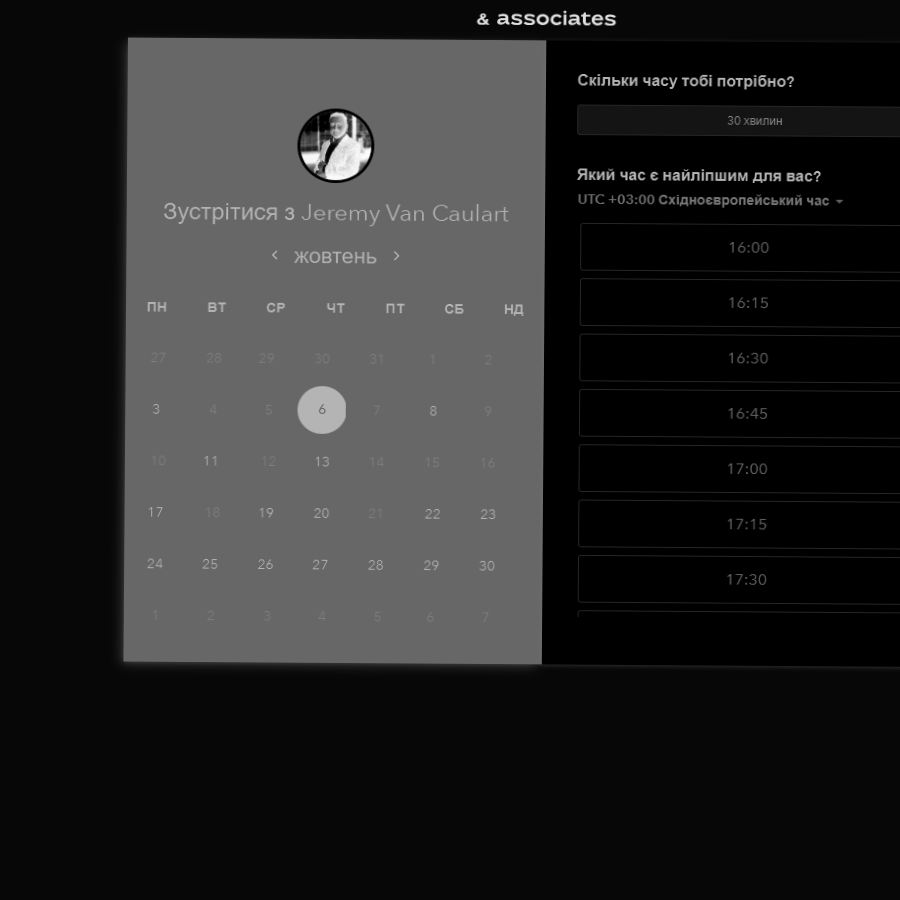 & associates
Зустрітися з Jeremy Van Caulart
жовтень
ПН ВТ СР ЧТ ПТ СБ НД
27 28 29 30 31 1 2
3 4 5 6 7 8 9
10 11 12 13 14 15 16
17 18 19 20 21 22 23
24 25 26 27 28 29 30
1 2 3 4 5 6 7
Скільки часу тобі потрібно?
30 хвилин
Який час є найліпшим для вас?
UTC +03:00 Східноєвропейський час
16:00
16:15
16:30
16:45
17:00
17:15
17:30